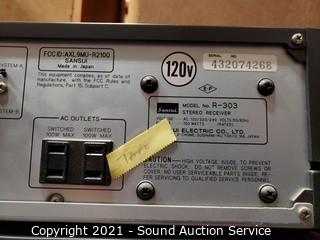 FCC ID: AXL9MU-R2100
SANSUI
Made in Japan
This equipment complies, as of date
of manufacture, with the FCC. Rules
and Regulations, Part 15, Subpart C.
120v
SERIAL NO.
432074268
SYSTEM-A
SYSTEM-B
AC OUTLETS
SWITCHED
100W MAX
SWITCHED
100W MAX
Tape
Sansui
MODEL No. R-303
STEREO RECEIVER
UI ELECTRIC CO., LTD.
CAUTION— HIGH VOLTAGE INSIDE. TO PREVENT
ELECTRIC SHOCK, DO NOT REMOVE SCREWS OR
COVER. NO USER SERVICEABLE PARTS INSIDE. REFER
SERVICING TO QUALIFIED SERVICE PERSONNEL.
Copyright 2021 - Sound Auction Service